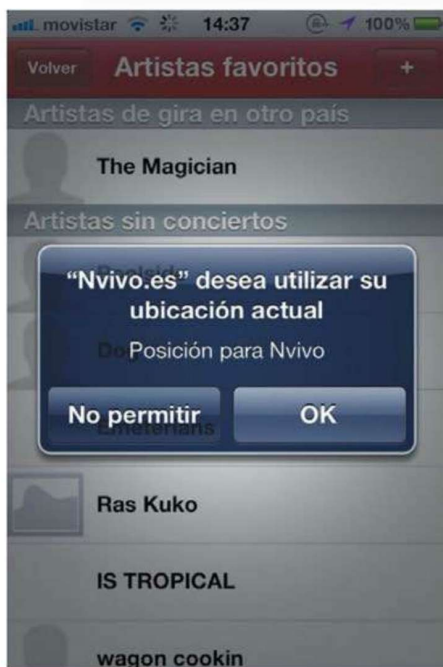 movistar 14:37 100%
Volver Artistas favoritos +
Artistas de gira en otro país
The Magician
Artistas sin conciertos
“Nvivo.es” desea utilizar su
ubicación actual
Posición para Nvivo
No permitir OK
Ras Kuko
IS TROPICAL
wagon cookin